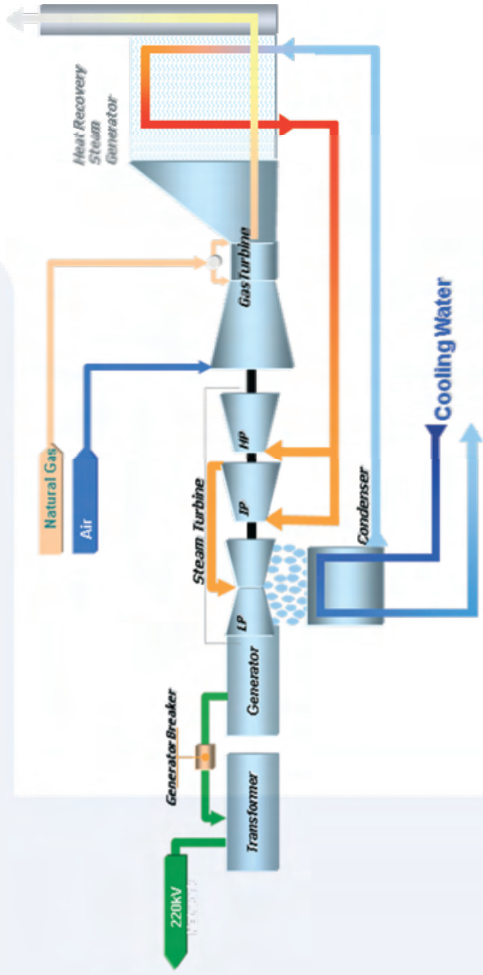 Natural Gas
Air
Heat Recovery
Steam
Generator
Gas Turbine
Steam Turbine
HP
IP
LP
Generator
Generator Breaker
Transformer
220kV
Condenser
Cooling Water